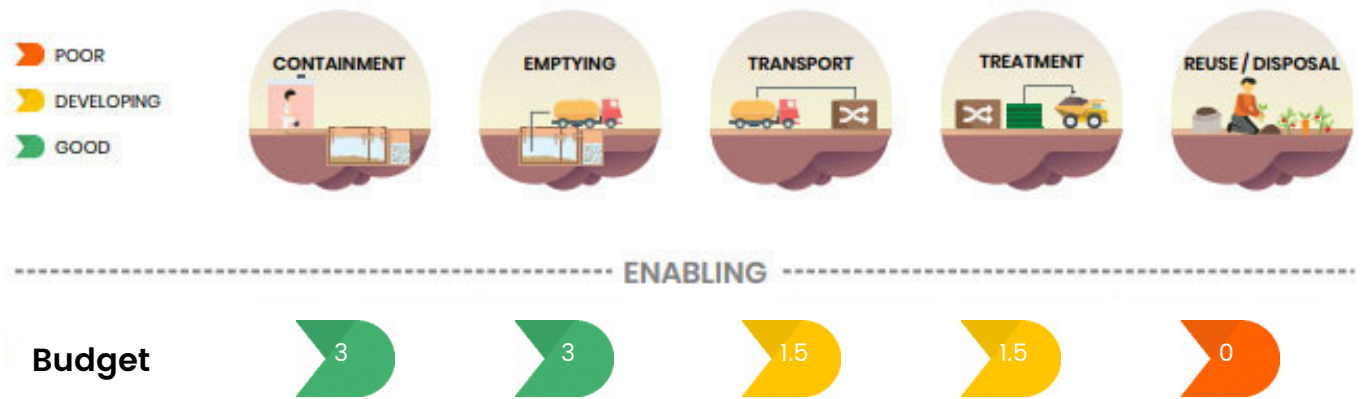 POOR
DEVELOPING
GOOD
CONTAINMENT
EMPTYING
TRANSPORT
TREATMENT
REUSE / DISPOSAL
ENABLING
Budget 3 3 1.5 1.5 0